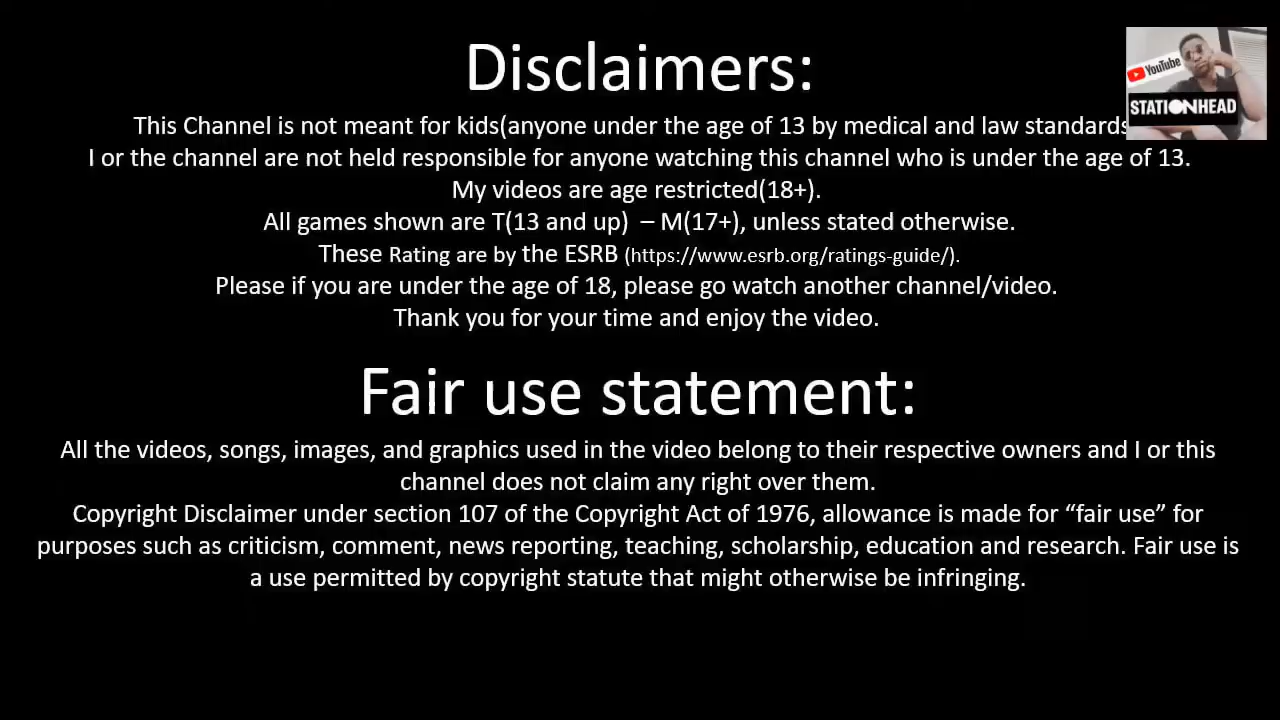 Disclaimers:
YouTube
STATIONHEAD
This Channel is not meant for kids(anyone under the age of 13 by medical and law standards
I or the channel are not held responsible for anyone watching this channel who is under the age of 13.
My videos are age restricted(18+).
All games shown are T(13 and up)  – M(17+), unless stated otherwise.
These Rating are by the ESRB (https://www.esrb.org/ratings-guide/).
Please if you are under the age of 18, please go watch another channel/video.
Thank you for your time and enjoy the video.
Fair use statement:
All the videos, songs, images, and graphics used in the video belong to their respective owners and I or this
channel does not claim any right over them.
Copyright Disclaimer under section 107 of the Copyright Act of 1976, allowance is made for “fair use” for
purposes such as criticism, comment, news reporting, teaching, scholarship, education and research. Fair use is
a use permitted by copyright statute that might otherwise be infringing.